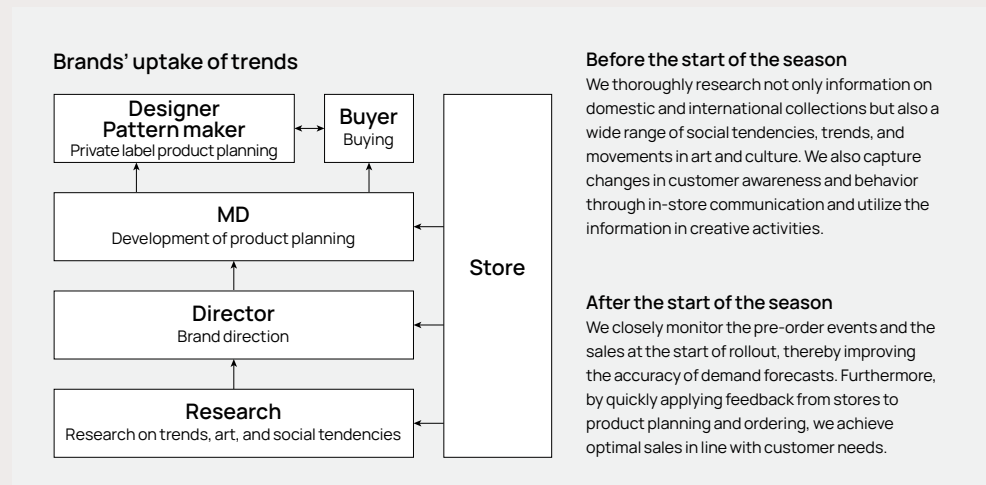 Brands’ uptake of trends
Designer
Pattern maker
Private label product planning
Buyer
Buying
MD
Development of product planning
Director
Brand direction
Research
Research on trends, art, and social tendencies
Store
Before the start of the season
We thoroughly research not only information on
domestic and international collections but also a
wide range of social tendencies, trends, and
movements in art and culture. We also capture
changes in customer awareness and behavior
through in-store communication and utilize the
information in creative activities.
After the start of the season
We closely monitor the pre-order events and the
sales at the start of rollout, thereby improving
the accuracy of demand forecasts. Furthermore,
by quickly applying feedback from stores to
product planning and ordering, we achieve
optimal sales in line with customer needs.